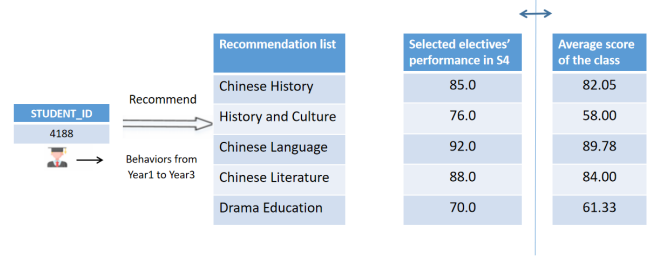 Recommendation list
Selected electives'
performance in S4
Average score
of the class
Chinese History
85.0
82.05
Recommend
STUDENT_ID
4188
History and Culture
76.0
58.00
Behaviors from
Year1 to Year3
Chinese Language
92.0
89.78
Chinese Literature
88.0
84.00
Drama Education
70.0
61.33